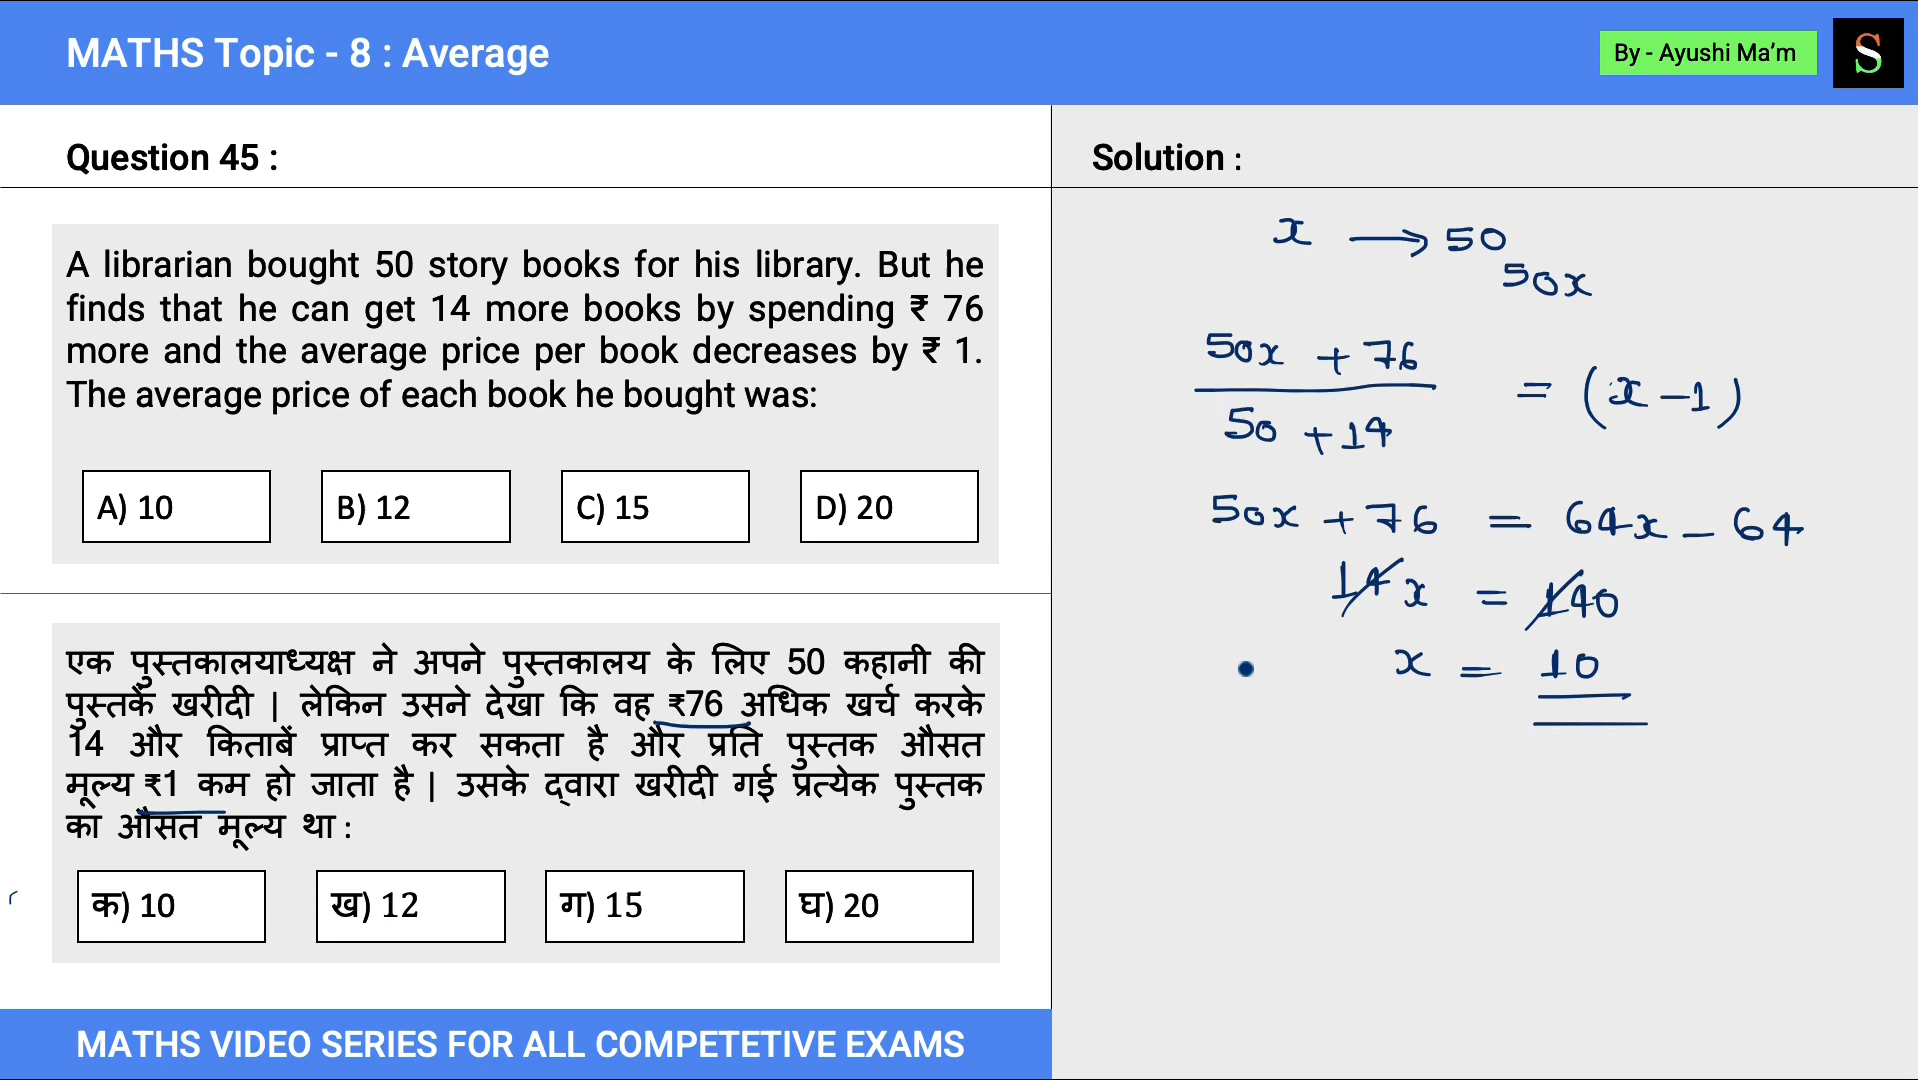 MATHS Topic - 8 : Average
By - Ayushi Ma’m
S
Question 45 :
A librarian bought 50 story books for his library. But he
finds that he can get 14 more books by spending ₹ 76
more and the average price per book decreases by ₹ 1.
The average price of each book he bought was:
A) 10
B) 12
C) 15
D) 20
एक पुस्तकालयाध्यक्ष ने अपने पुस्तकालय के लिए 50 कहानी की
पुस्तकें खरीदी | लेकिन उसने देखा कि वह ₹76 अधिक खर्च करके
14 और किताबें प्राप्त कर सकता है और प्रति पुस्तक औसत
मूल्य ₹1 कम हो जाता है | उसके द्वारा खरीदी गई प्रत्येक पुस्तक
का औसत मूल्य था :
क) 10
ख) 12
ग) 15
घ) 20
MATHS VIDEO SERIES FOR ALL COMPETETIVE EXAMS
Solution :
x → 50
50x
50x + 76
50 + 14
= (x - 1)
50x + 76 = 64x - 64
14x = 140
x = 10